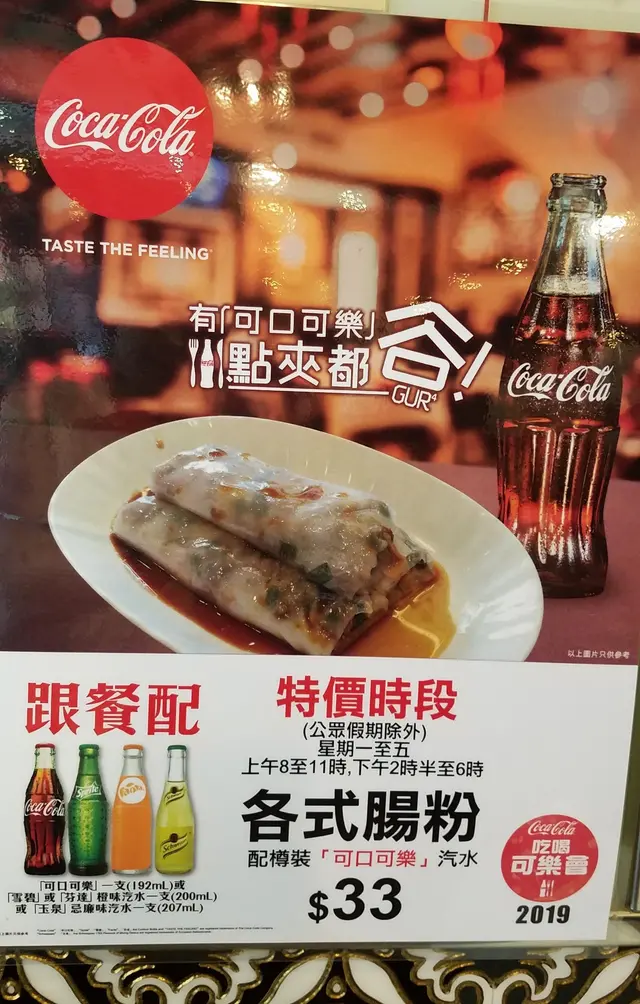 Coca-Cola
TASTE THE FEELING
有「可口可樂」
點夾都
谷!
GUR⁴
Coca-Cola
以上圖片只供參考
跟餐配
特價時段
(公眾假期除外)
星期一至五
上午8至11時,下午2時半至6時
各式腸粉
配樽裝「可口可樂」汽水
$33
Coca-Cola
Sprite
Fanta
Schweppes
「可口可樂」一支(192mL)或
「雪碧」或「芬達」橙味汽水一支(200mL)
或「玉泉」忌廉味汽水一支(207mL)
Coca-Cola
吃喝
可樂會
2019